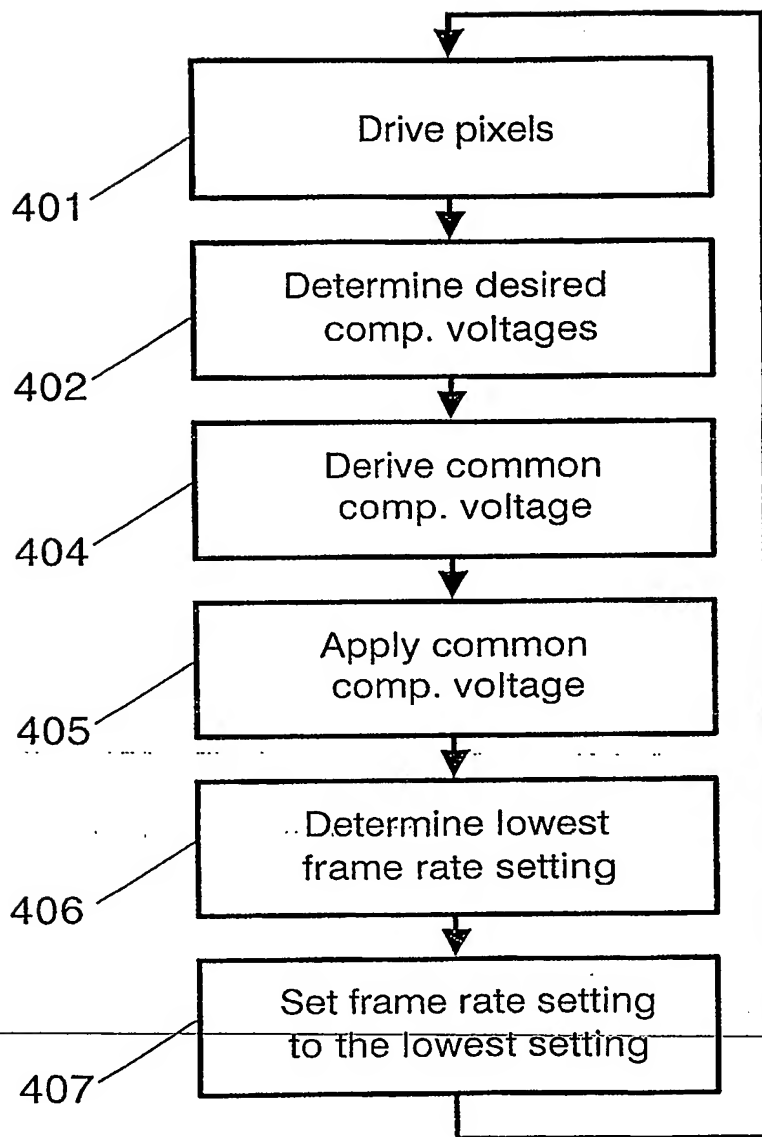 Drive pixels
401
Determine desired
comp. voltages
402
Derive common
comp. voltage
404
Apply common
comp. voltage
405
Determine lowest
frame rate setting
406
Set frame rate setting
to the lowest setting
407